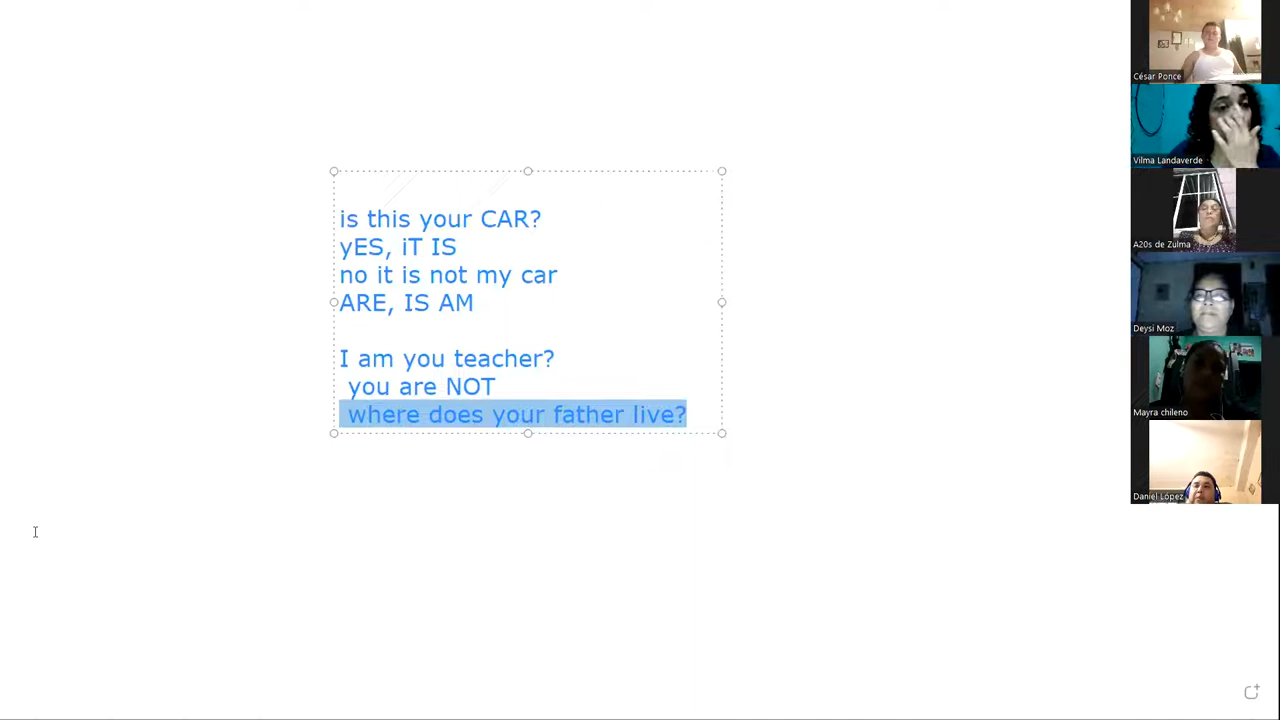 is this your CAR?
yES, iT IS
no it is not my car
ARE, IS AM
I am you teacher?
you are NOT
where does your father live?
César Ponce
Vilma Landaverde
A20s de Zulma
Deysi Moz
Mayra chileno
Daniel López